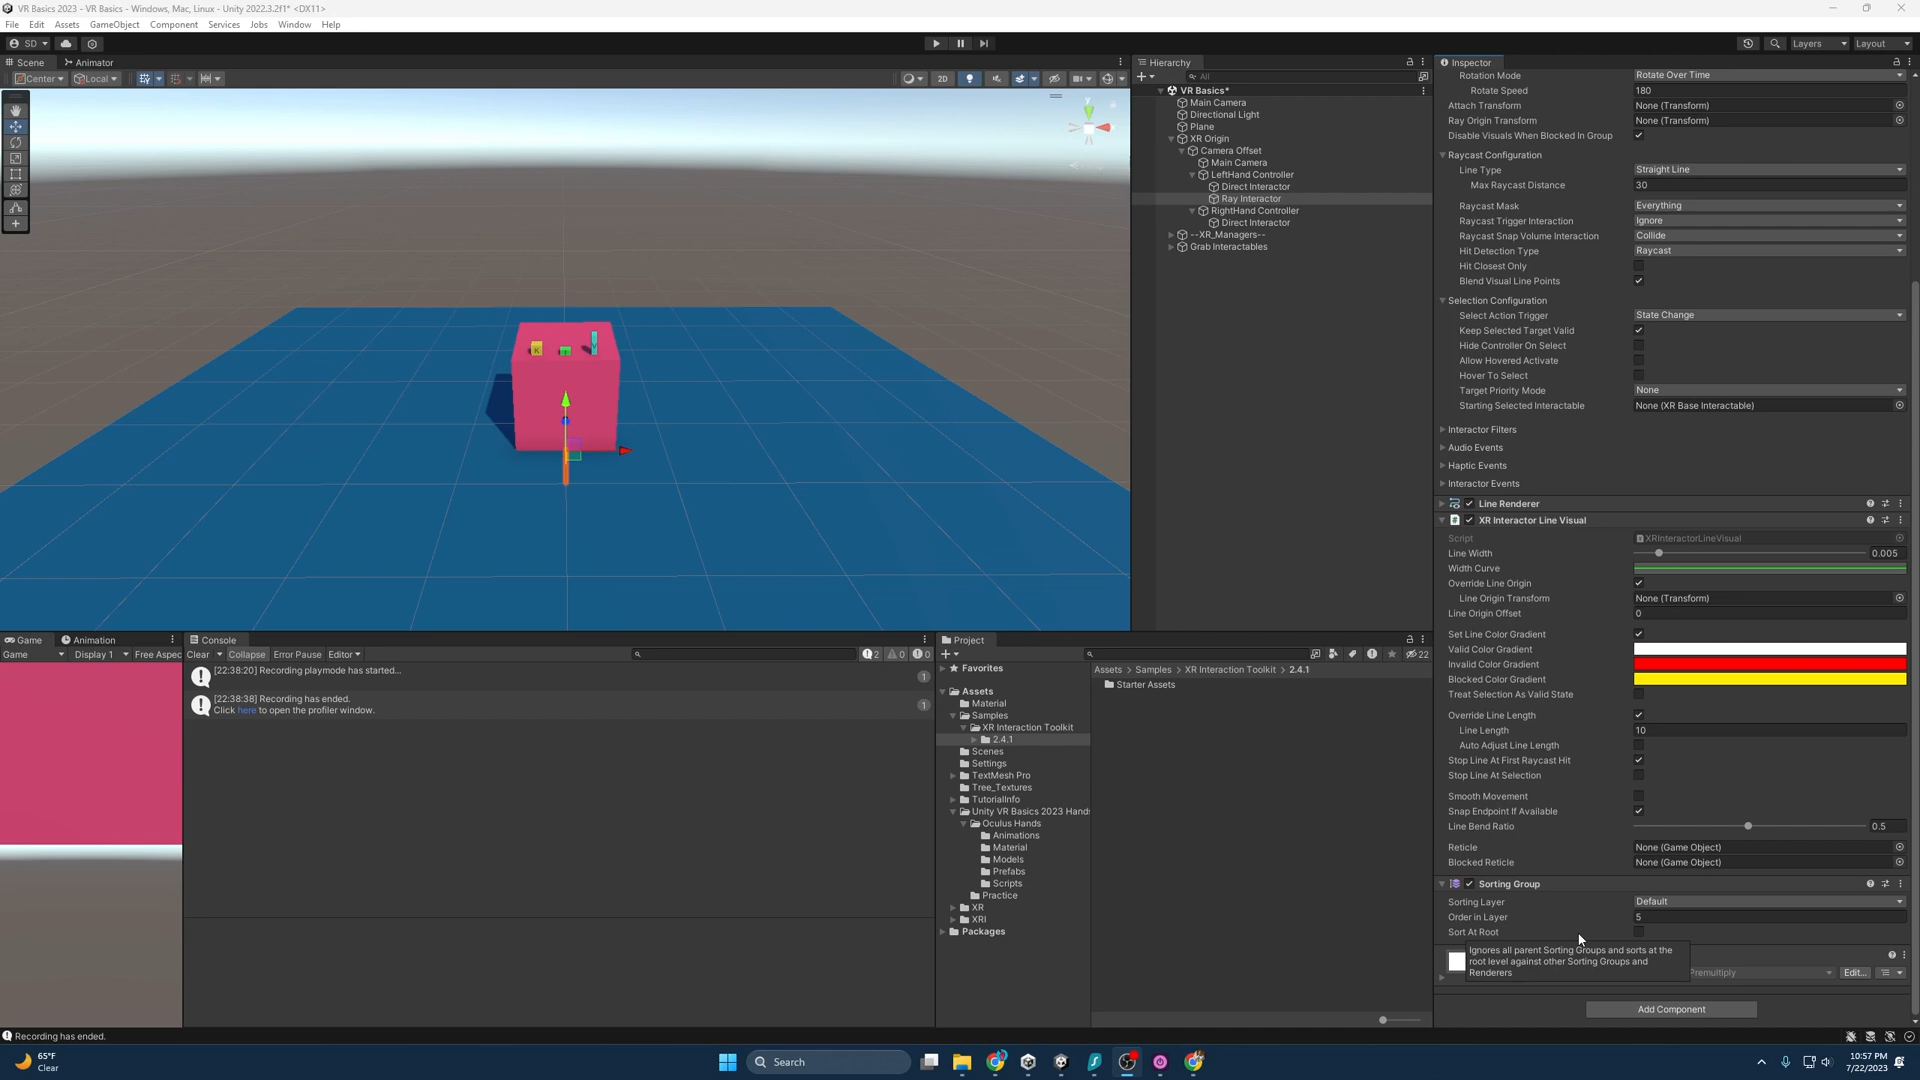 VR Basics 2023 - VR Basics - Windows, Mac, Linux - Unity 2022.3.2f1* <DX11>
File Edit Assets GameObject Component Services Jobs Window Help
SD Layers Layout
Scene Animator
Center Local 2D
Hierarchy
All
VR Basics*
Main Camera
Directional Light
Plane
XR Origin
Camera Offset
Main Camera
LeftHand Controller
Direct Interactor
Ray Interactor
RightHand Controller
Direct Interactor
--XR_Managers--
Grab Interactables
Inspector
Rotation Mode Rotate Over Time
Rotate Speed 180
Attach Transform None (Transform)
Ray Origin Transform None (Transform)
Disable Visuals When Blocked In Group
Raycast Configuration
Line Type Straight Line
Max Raycast Distance 30
Raycast Mask Everything
Raycast Trigger Interaction Ignore
Raycast Snap Volume Interaction Collide
Hit Detection Type Raycast
Hit Closest Only
Blend Visual Line Points
Selection Configuration
Select Action Trigger State Change
Keep Selected Target Valid
Hide Controller On Select
Allow Hovered Activate
Hover To Select
Target Priority Mode None
Starting Selected Interactable None (XR Base Interactable)
Interactor Filters
Audio Events
Haptic Events
Interactor Events
Line Renderer
XR Interactor Line Visual
Script XRInteractorLineVisual
Line Width 0.005
Width Curve
Override Line Origin
Line Origin Transform None (Transform)
Line Origin Offset 0
Set Line Color Gradient
Valid Color Gradient
Invalid Color Gradient
Blocked Color Gradient
Treat Selection As Valid State
Override Line Length
Line Length 10
Auto Adjust Line Length
Stop Line At First Raycast Hit
Stop Line At Selection
Smooth Movement
Snap Endpoint If Available
Line Bend Ratio 0.5
Reticle None (Game Object)
Blocked Reticle None (Game Object)
Sorting Group
Sorting Layer Default
Order in Layer 5
Sort At Root
Ignores all parent Sorting Groups and sorts at the
root level against other Sorting Groups and
Renderers
Premultiply Edit...
Add Component
Game Animation
Game Display 1 Free Aspec
Console
Clear Collapse Error Pause Editor 2 0 0
[22:38:20] Recording playmode has started... 1
[22:38:38] Recording has ended.
Click here to open the profiler window. 1
Project
22
Favorites
Assets
Material
Samples
XR Interaction Toolkit
2.4.1
Scenes
Settings
TextMesh Pro
Tree_Textures
TutorialInfo
Unity VR Basics 2023 Hands
Oculus Hands
Animations
Material
Models
Prefabs
Scripts
Practice
XR
XRI
Packages
Assets > Samples > XR Interaction Toolkit > 2.4.1
Starter Assets
Recording has ended.
65°F
Clear
Search
10:57 PM
7/22/2023